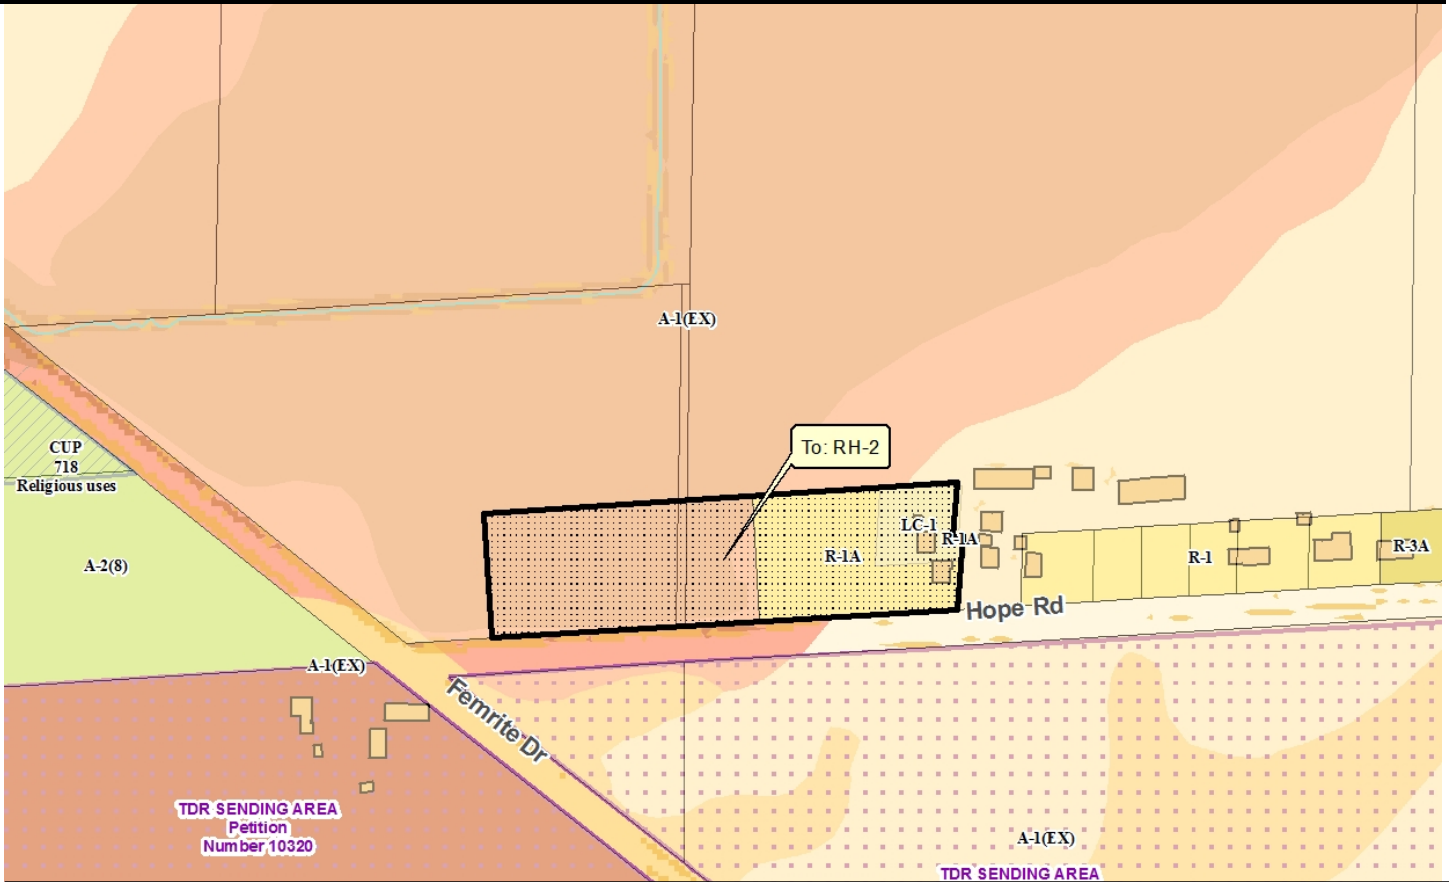 A-1(EX)
To: RH-2
CUP
718
Religious uses
LC-1
R-1A
R-1A
R-1
R-3A
A-2(8)
Hope Rd
A-1(EX)
Femrite Dr
TDR SENDING AREA
Petition
Number 10320
A-1(EX)
TDR SENDING AREA